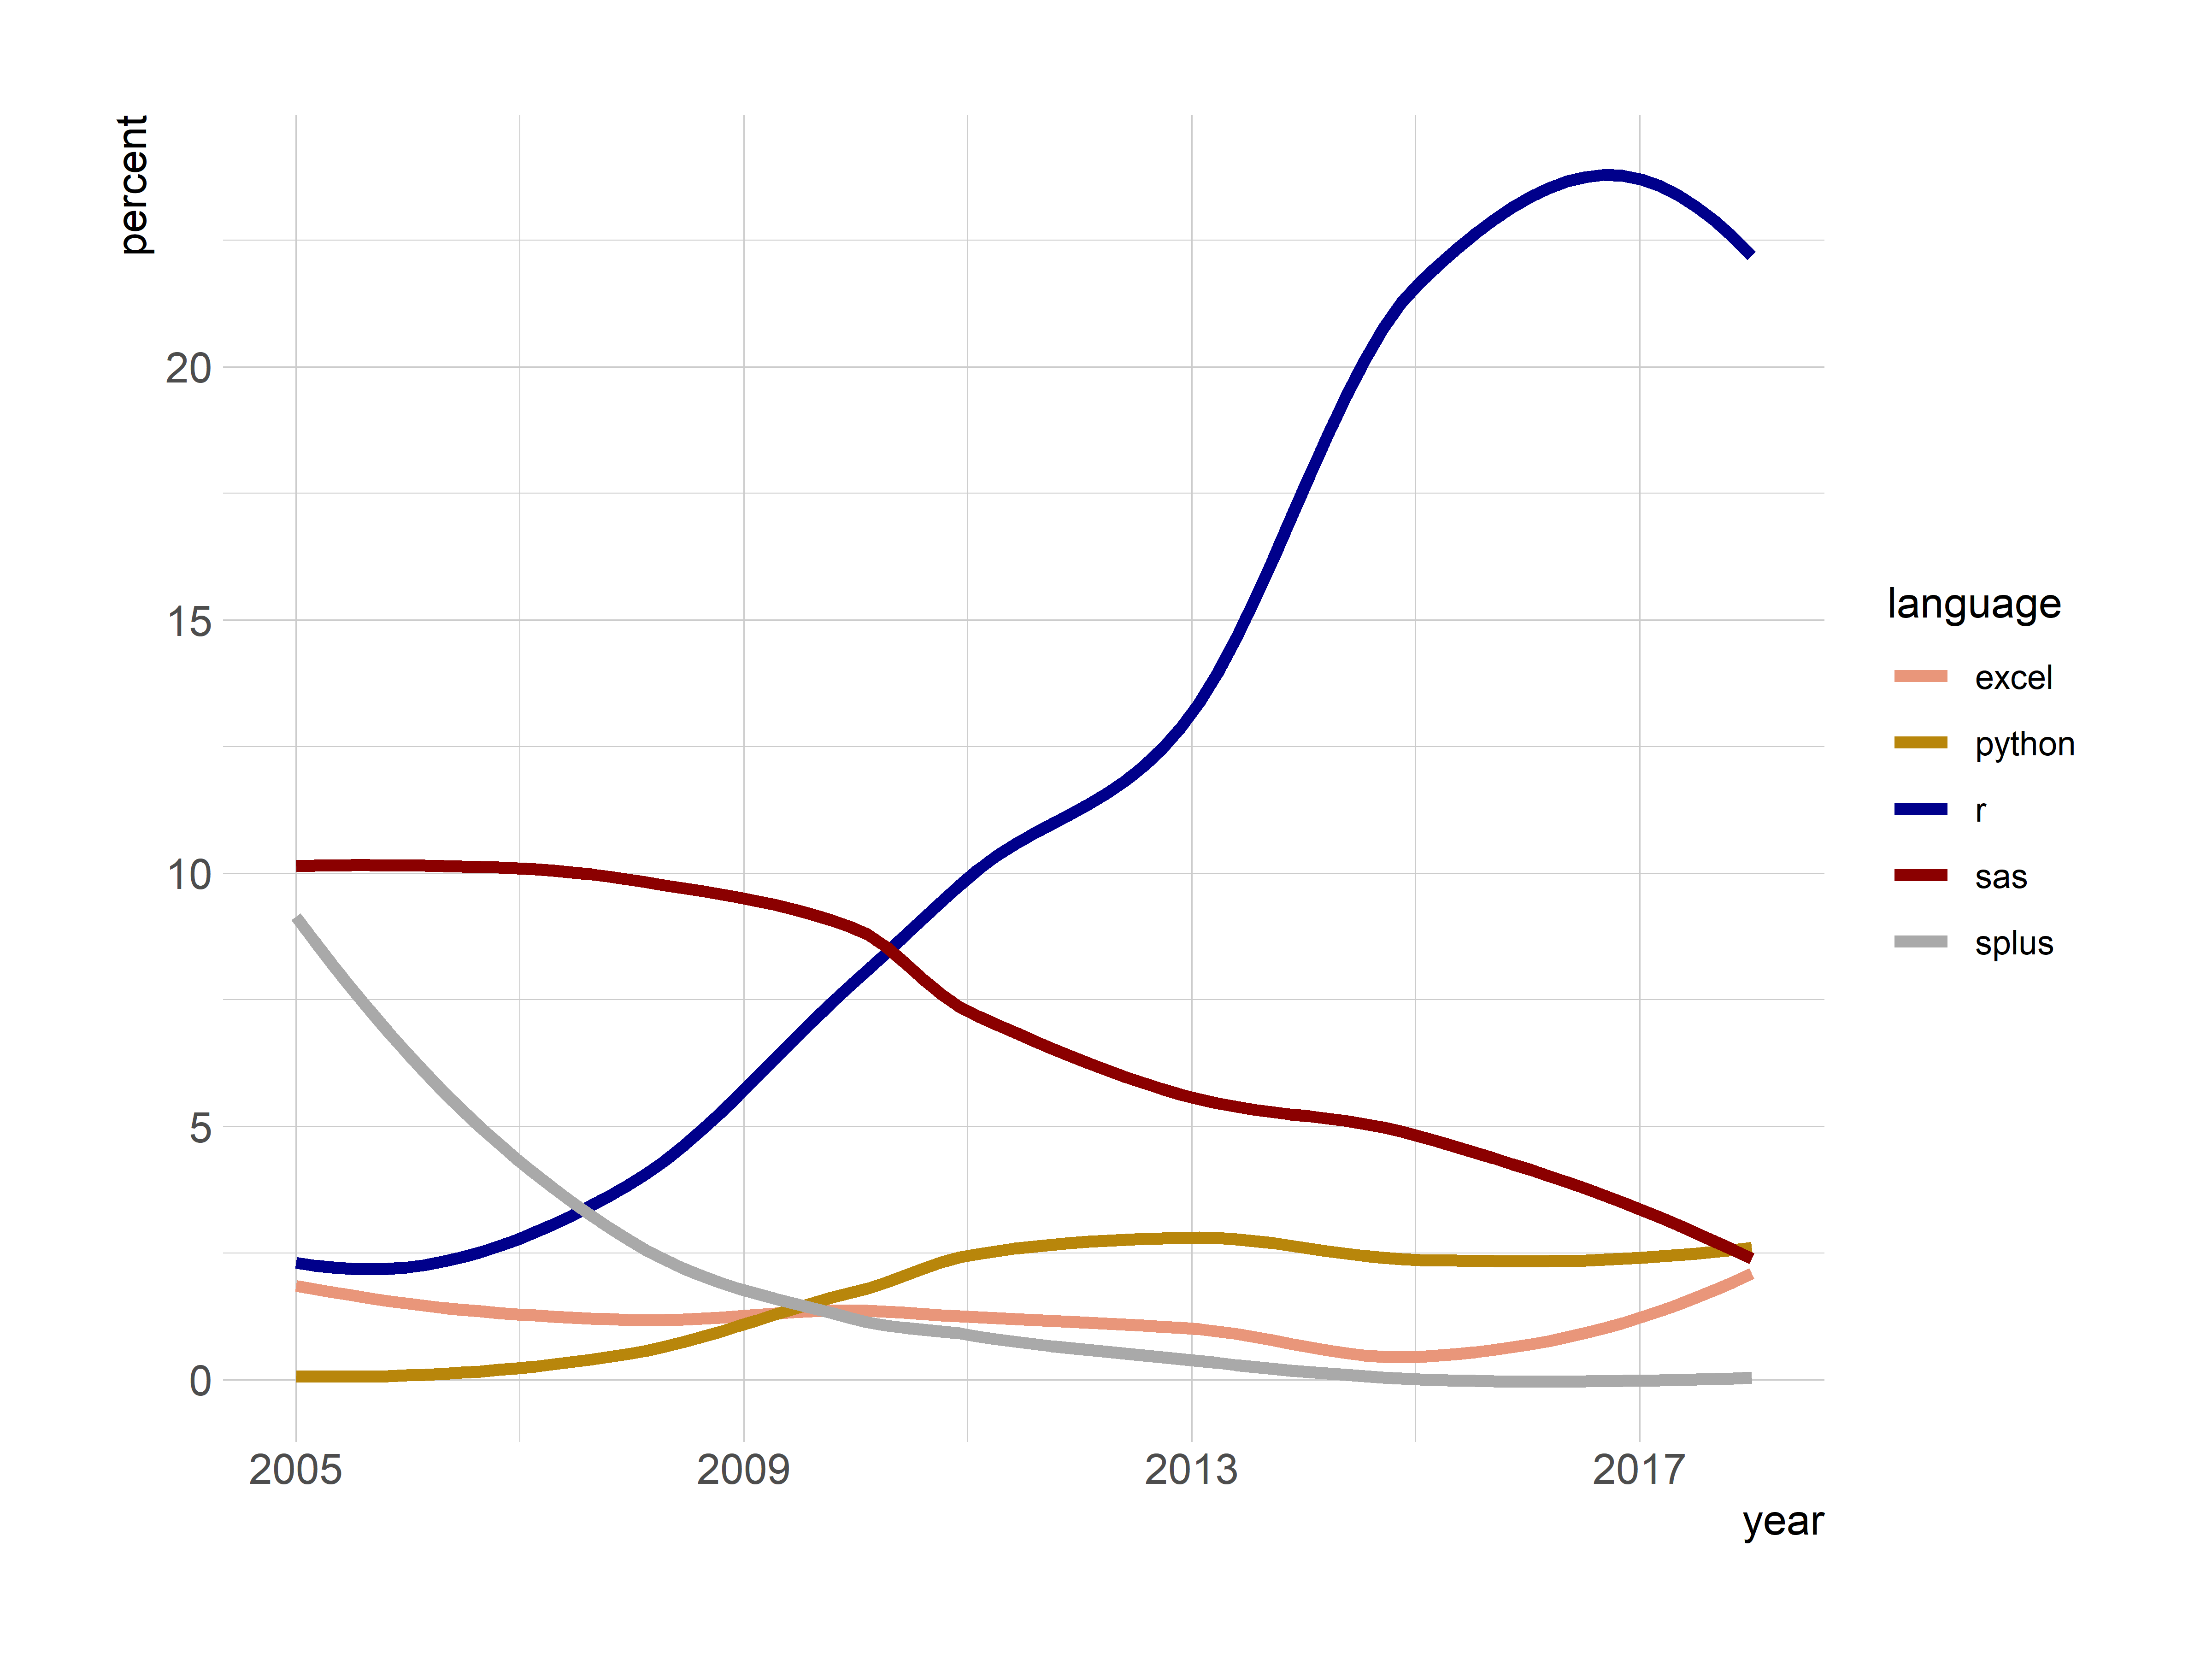 percent
20
15
10
5
0
2005 2009 2013 2017
year
language
excel
python
r
sas
splus